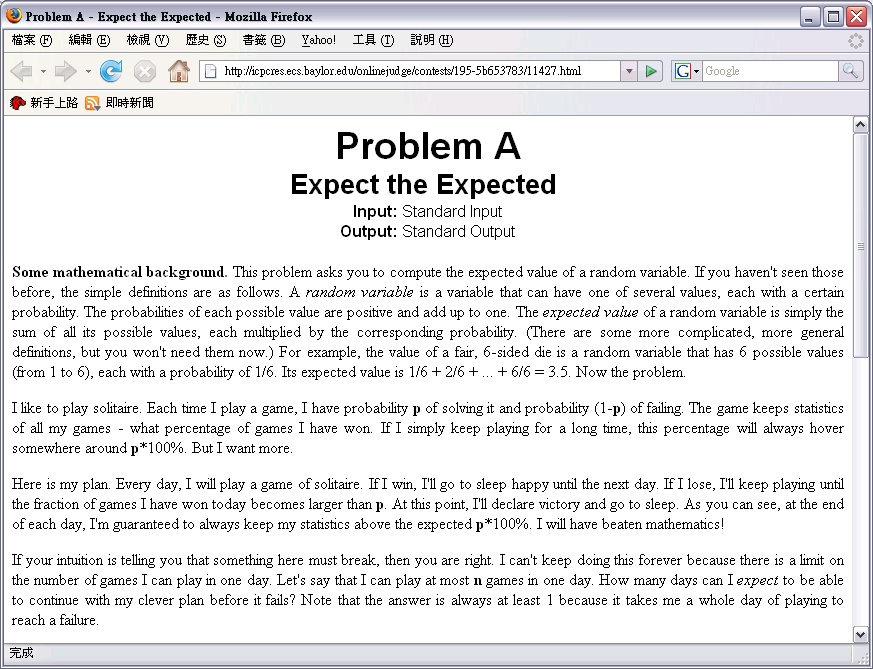 Problem A - Expect the Expected - Mozilla Firefox
檔案 (F) 編輯 (E) 檢視 (V) 歷史 (S) 書籤 (B) Yahoo! 工具 (T) 說明 (H)
http://icpcres.ecs.baylor.edu/onlinejudge/contests/195-5b653783/11427.html G Google
新手上路 即時新聞
Problem A
Expect the Expected
Input: Standard Input
Output: Standard Output
Some mathematical background. This problem asks you to compute the expected value of a random variable. If you haven't seen those
before, the simple definitions are as follows. A random variable is a variable that can have one of several values, each with a certain
probability. The probabilities of each possible value are positive and add up to one. The expected value of a random variable is simply the
sum of all its possible values, each multiplied by the corresponding probability. (There are some more complicated, more general
definitions, but you won't need them now.) For example, the value of a fair, 6-sided die is a random variable that has 6 possible values
(from 1 to 6), each with a probability of 1/6. Its expected value is 1/6 + 2/6 + ... + 6/6 = 3.5. Now the problem.
I like to play solitaire. Each time I play a game, I have probability p of solving it and probability (1-p) of failing. The game keeps statistics
of all my games - what percentage of games I have won. If I simply keep playing for a long time, this percentage will always hover
somewhere around p*100%. But I want more.
Here is my plan. Every day, I will play a game of solitaire. If I win, I'll go to sleep happy until the next day. If I lose, I'll keep playing until
the fraction of games I have won today becomes larger than p. At this point, I'll declare victory and go to sleep. As you can see, at the end
of each day, I'm guaranteed to always keep my statistics above the expected p*100%. I will have beaten mathematics!
If your intuition is telling you that something here must break, then you are right. I can't keep doing this forever because there is a limit on
the number of games I can play in one day. Let's say that I can play at most n games in one day. How many days can I expect to be able
to continue with my clever plan before it fails? Note that the answer is always at least 1 because it takes me a whole day of playing to
reach a failure.
完成